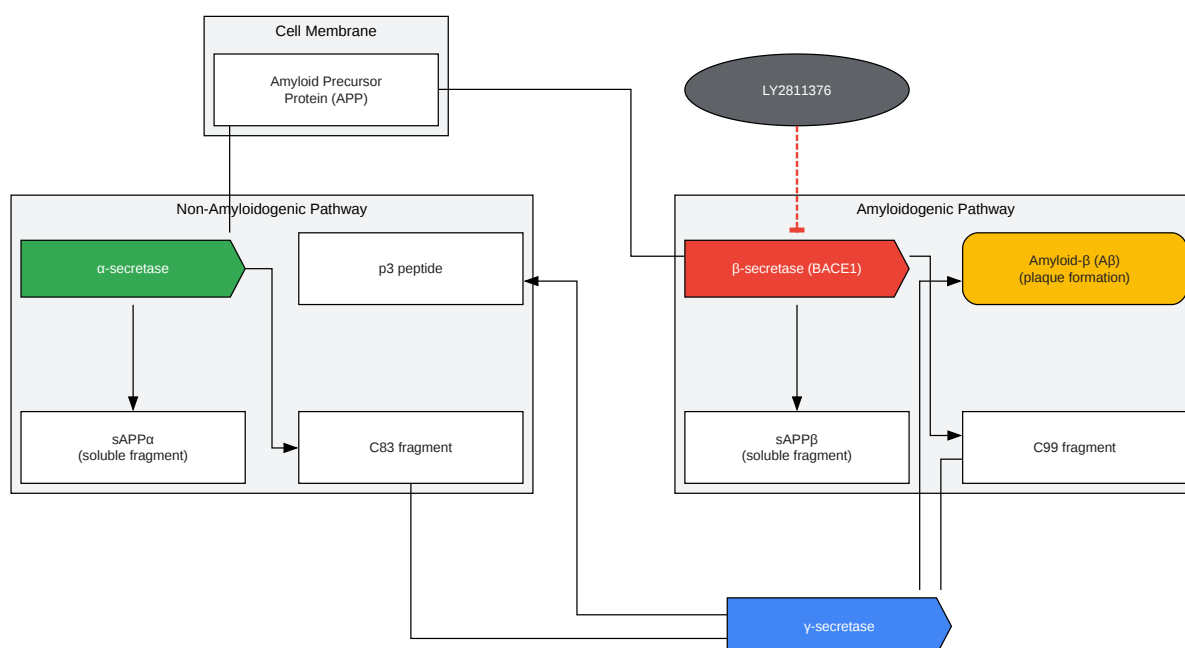 Cell Membrane
Amyloid Precursor
Protein (APP)
LY2811376
Non-Amyloidogenic Pathway
Amyloidogenic Pathway
α-secretase
p3 peptide
β-secretase (BACE1)
Amyloid-β (Aβ)
(plaque formation)
sAPPα
(soluble fragment)
C83 fragment
sAPPβ
(soluble fragment)
C99 fragment
γ-secretase